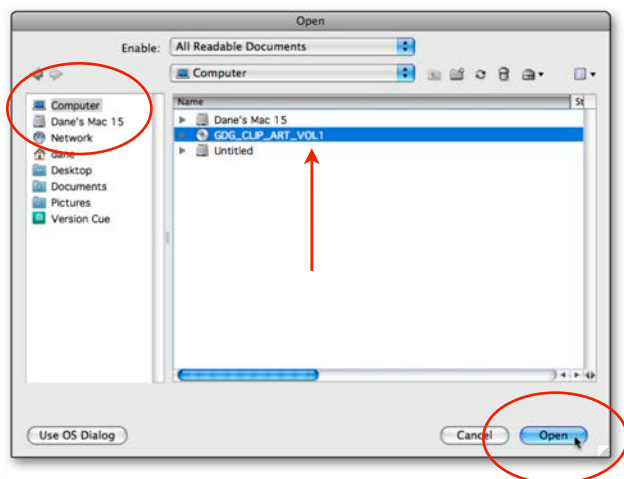 Open
Enable: All Readable Documents
Computer
Computer
Dane's Mac 15
Network
dane
Desktop
Documents
Pictures
Version Cue
Name St
Dane's Mac 15
GDG_CLIP_ART_VOL1
Untitled
Use OS Dialog Cancel Open